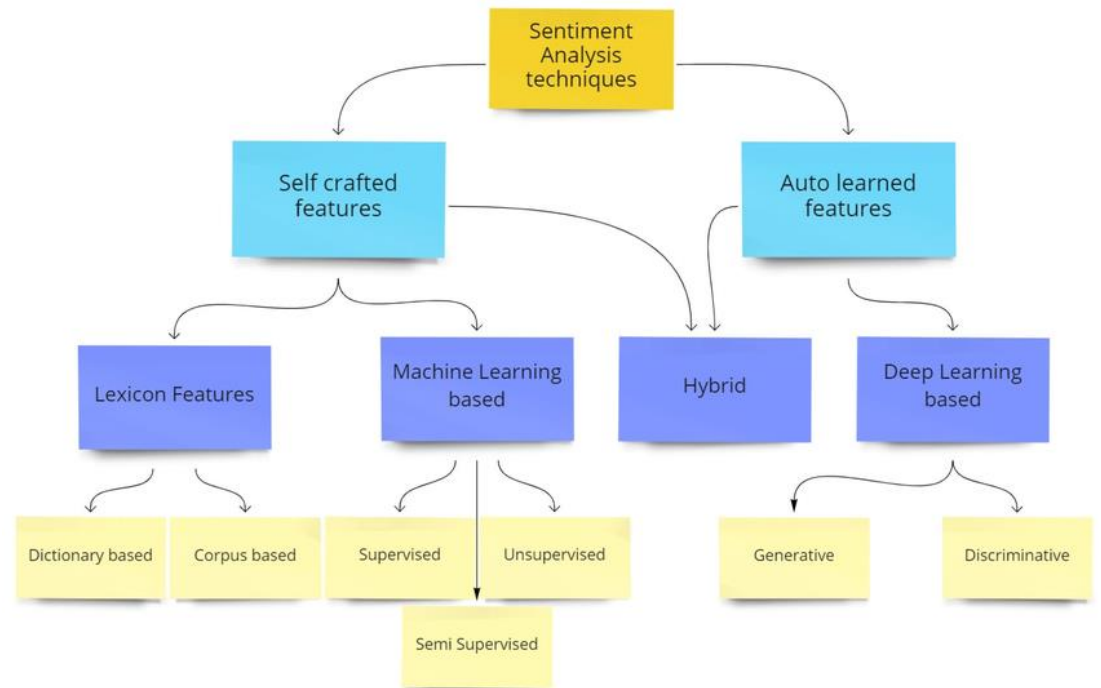 Sentiment
Analysis
techniques
Self crafted
features
Auto learned
features
Lexicon Features
Machine Learning
based
Hybrid
Deep Learning
based
Dictionary based
Corpus based
Supervised
Unsupervised
Generative
Discriminative
Semi Supervised